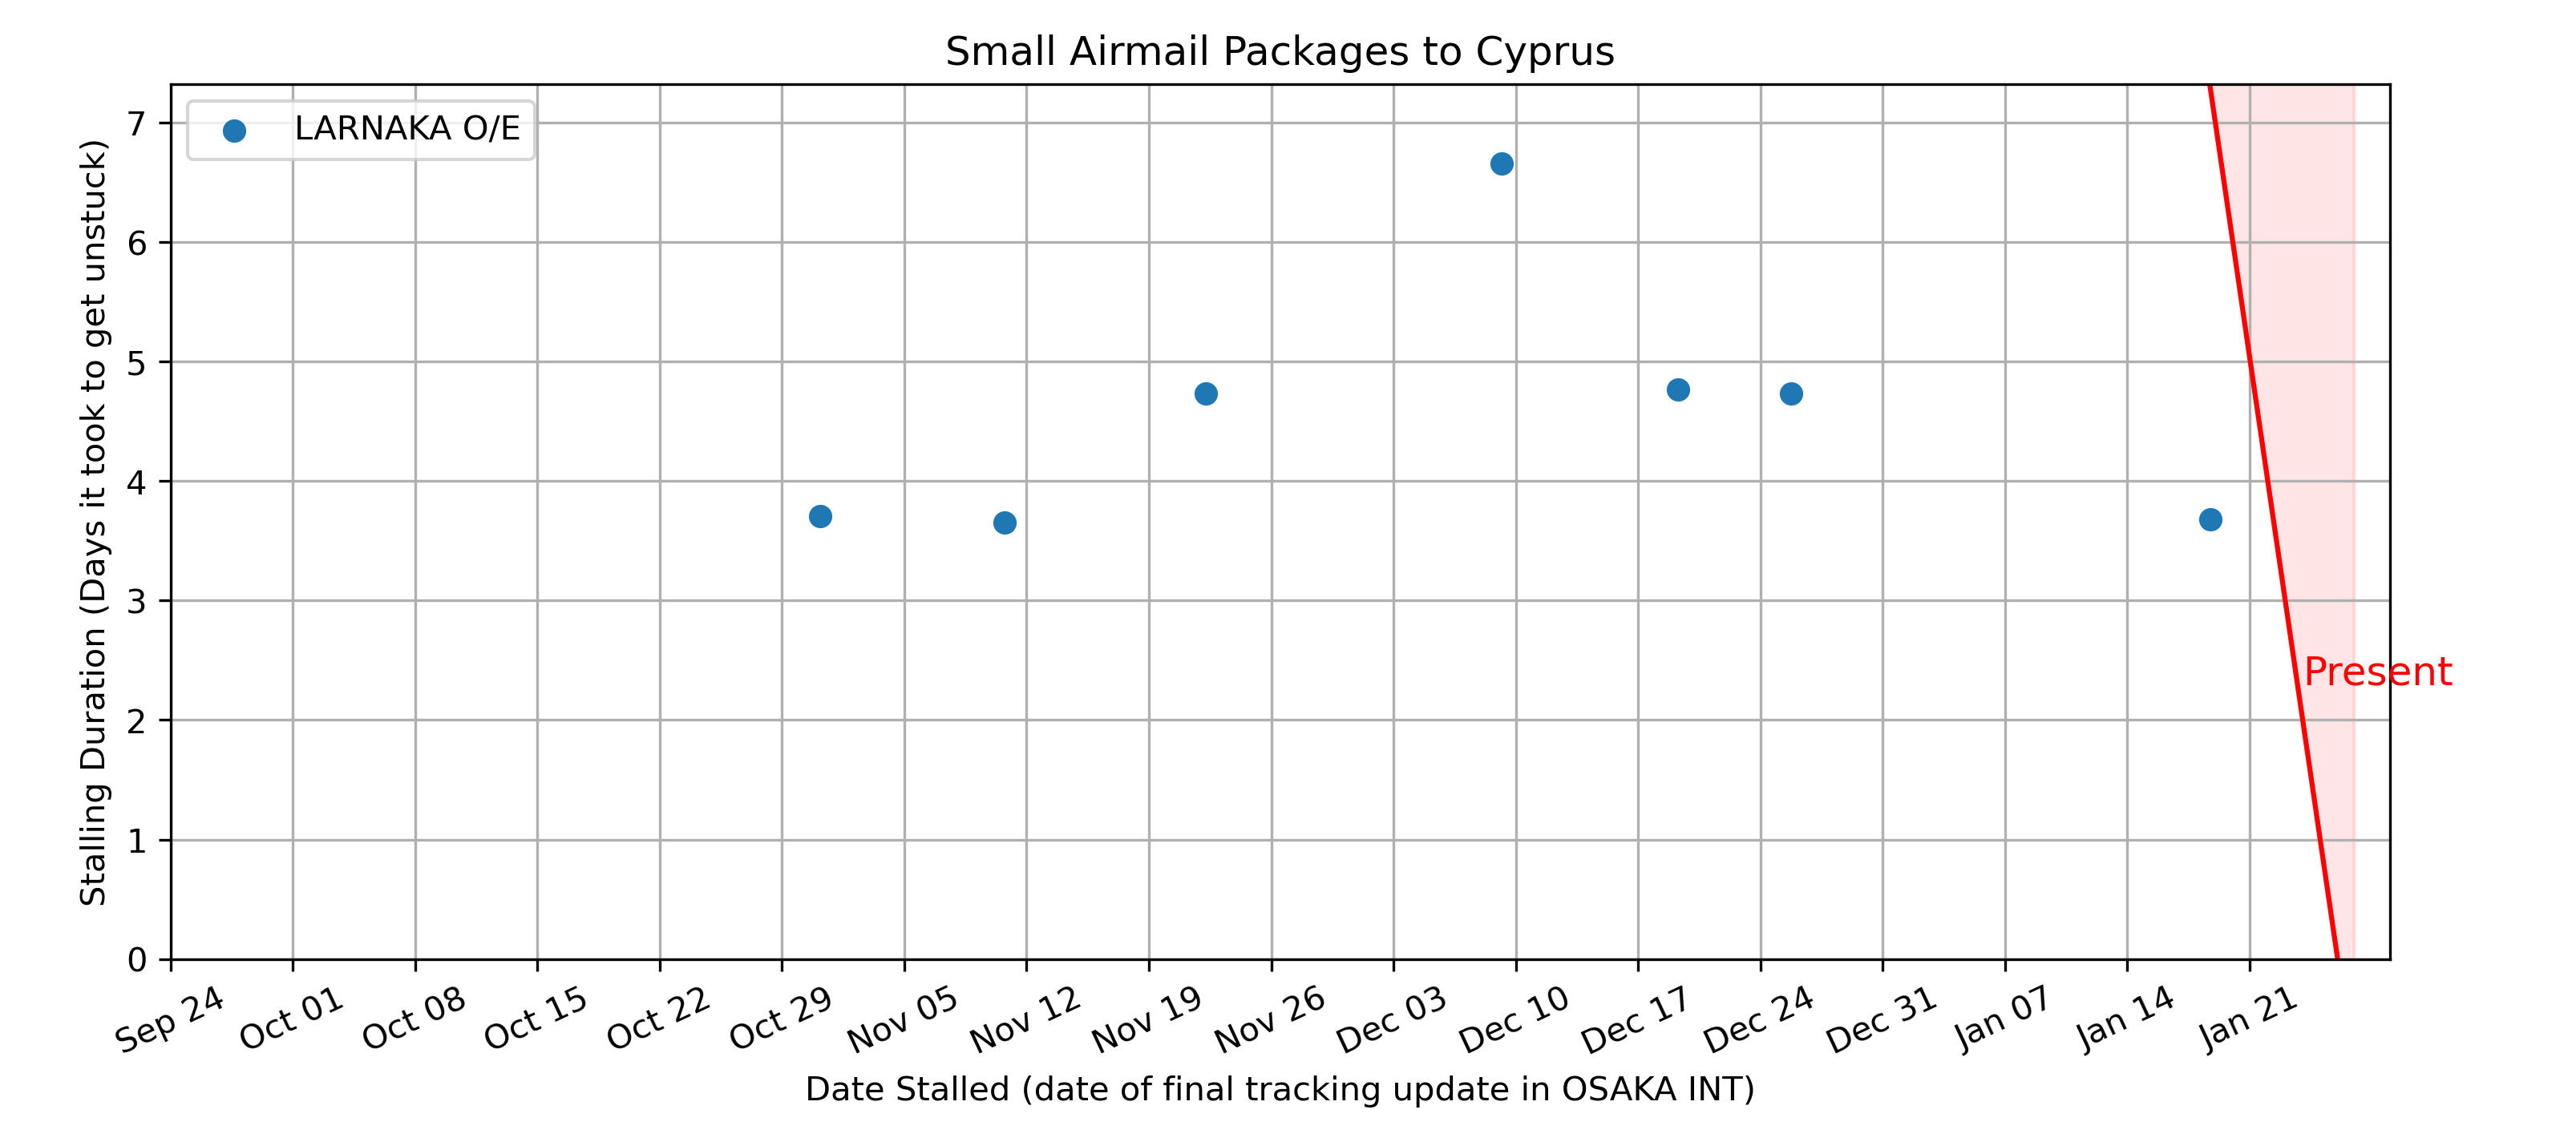 Small Airmail Packages to Cyprus
LARNAKA O/E
Stalling Duration (Days it took to get unstuck)
7
6
5
4
3
2
1
0
Present
Sep 24
Oct 01
Oct 08
Oct 15
Oct 22
Oct 29
Nov 05
Nov 12
Nov 19
Nov 26
Dec 03
Dec 10
Dec 17
Dec 24
Dec 31
Jan 07
Jan 14
Jan 21
Date Stalled (date of final tracking update in OSAKA INT)